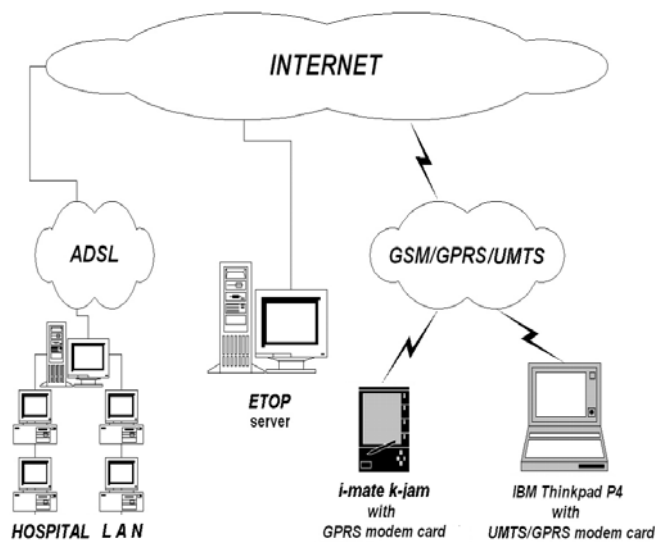 INTERNET
ADSL
GSM/GPRS/UMTS
ETOP
server
HOSPITAL LAN
i-mate k-jam
with
GPRS modem card
IBM Thinkpad P4
with
UMTS/GPRS modem card